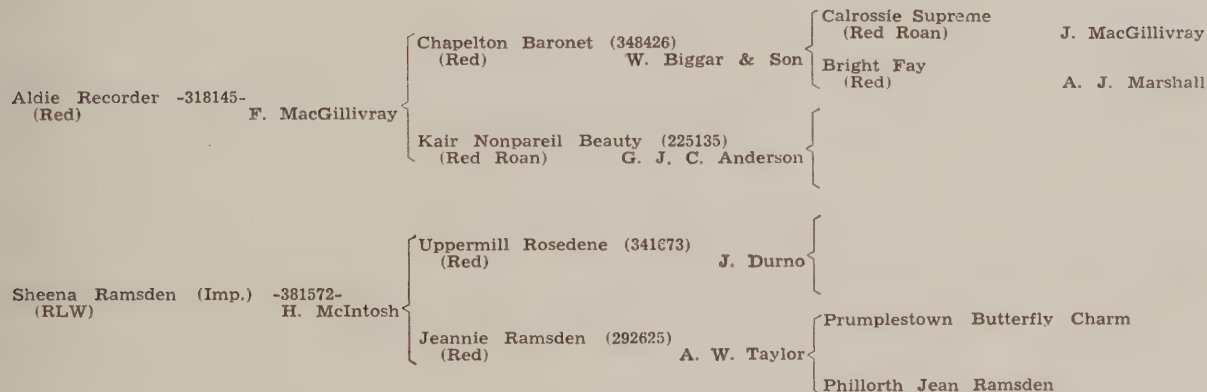 Calrossie Supreme
(Red Roan) J. MacGillivray
Chapelton Baronet (348426)
(Red) W. Biggar & Son
Bright Fay
(Red) A. J. Marshall
Aldie Recorder -318145-
(Red) F. MacGillivray
Kair Nonpareil Beauty (225135)
(Red Roan) G. J. C. Anderson
Uppermill Rosedene (341673)
(Red) J. Durno
Sheena Ramsden (Imp.) -381572-
(RLW) H. McIntosh
Prumplestown Butterfly Charm
Jeannie Ramsden (292625)
(Red) A. W. Taylor
Phillorth Jean Ramsden